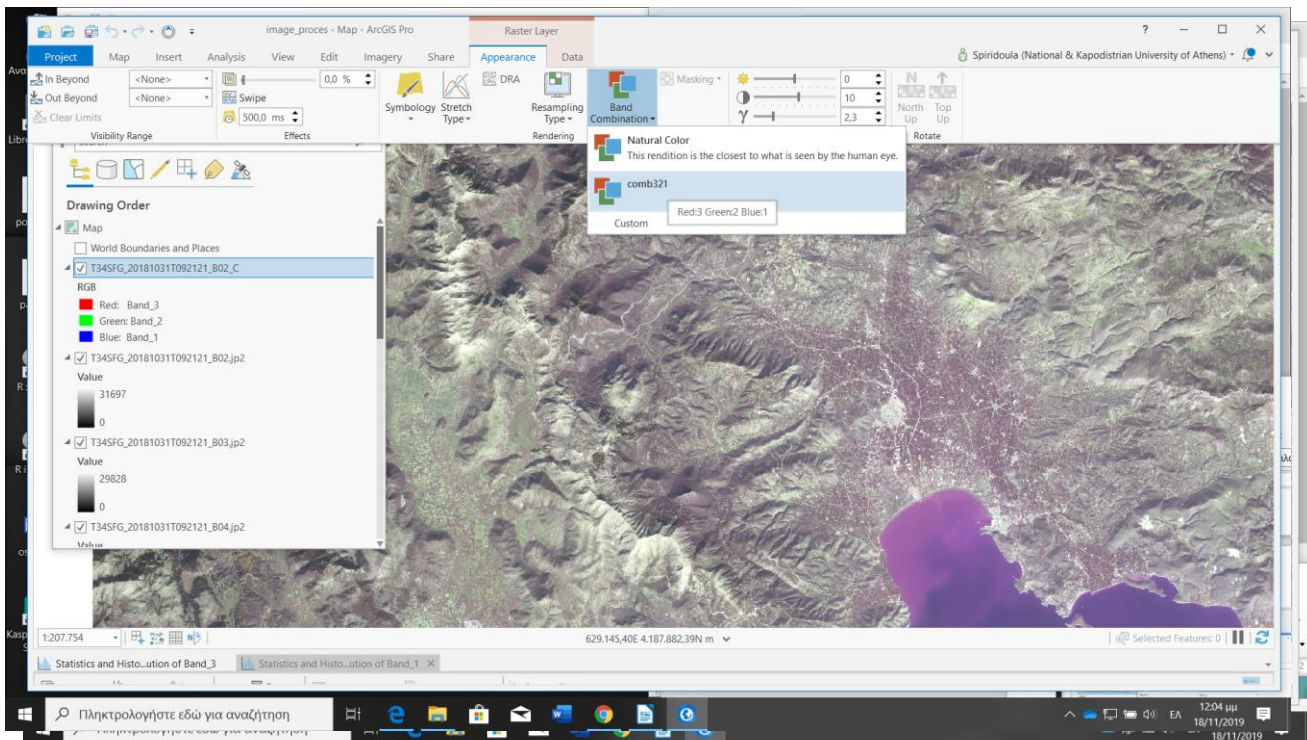 image_proces - Map - ArcGIS Pro
Raster Layer
?
Project Map Insert Analysis View Edit Imagery Share Appearance Data
Spiridoula (National & Kapodistrian University of Athens)
In Beyond <None>
Out Beyond <None>
Clear Limits
Visibility Range
0,0 %
Swipe
500,0 ms
Effects
Symbology
Stretch Type
DRA
Resampling Type
Band Combination
Masking
Rendering
0
10
γ 2,3
North Up
Top Up
Rotate
Natural Color
This rendition is the closest to what is seen by the human eye.
comb321
Red:3 Green:2 Blue:1
Custom
Drawing Order
Map
World Boundaries and Places
T34SFG_20181031T092121_B02_C
RGB
Red: Band_3
Green: Band_2
Blue: Band_1
T34SFG_20181031T092121_B02.jp2
Value
31697
0
T34SFG_20181031T092121_B03.jp2
Value
29828
0
T34SFG_20181031T092121_B04.jp2
Value
1:207.754
629.145,40E 4.187.882,39N m
Selected Features: 0
Statistics and Histo...ution of Band_3
Statistics and Histo...ution of Band_1
Πληκτρολογήστε εδώ για αναζήτηση
ΕΛ
12:04 μμ
18/11/2019
18/11/2019